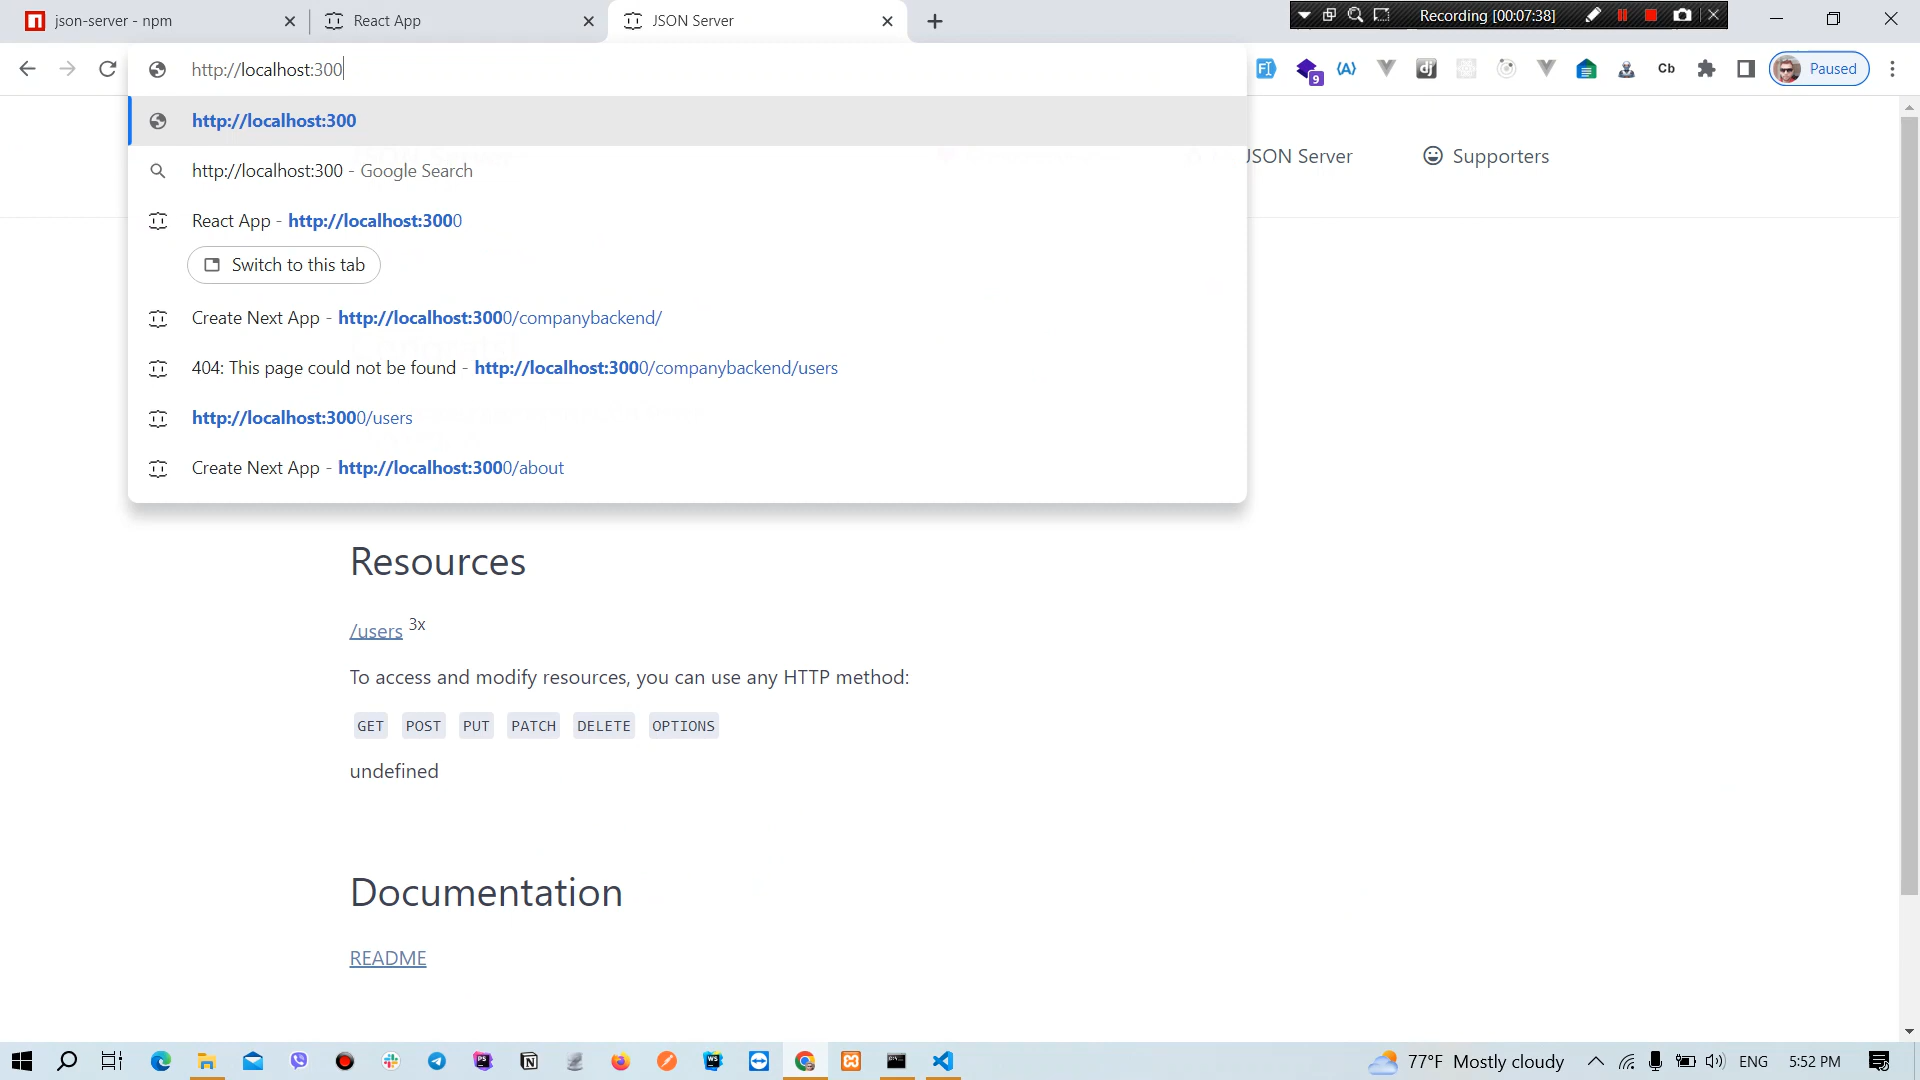 json-server - npm
React App
JSON Server
Recording [00:07:38]
http://localhost:300
9
Cb
Paused
http://localhost:300
http://localhost:300 - Google Search
React App - http://localhost:3000
Switch to this tab
Create Next App - http://localhost:3000/companybackend/
404: This page could not be found - http://localhost:3000/companybackend/users
http://localhost:3000/users
Create Next App - http://localhost:3000/about
JSON Server
Supporters
Resources
/users 3x
To access and modify resources, you can use any HTTP method:
GET POST PUT PATCH DELETE OPTIONS
undefined
Documentation
README
77°F Mostly cloudy
ENG
5:52 PM